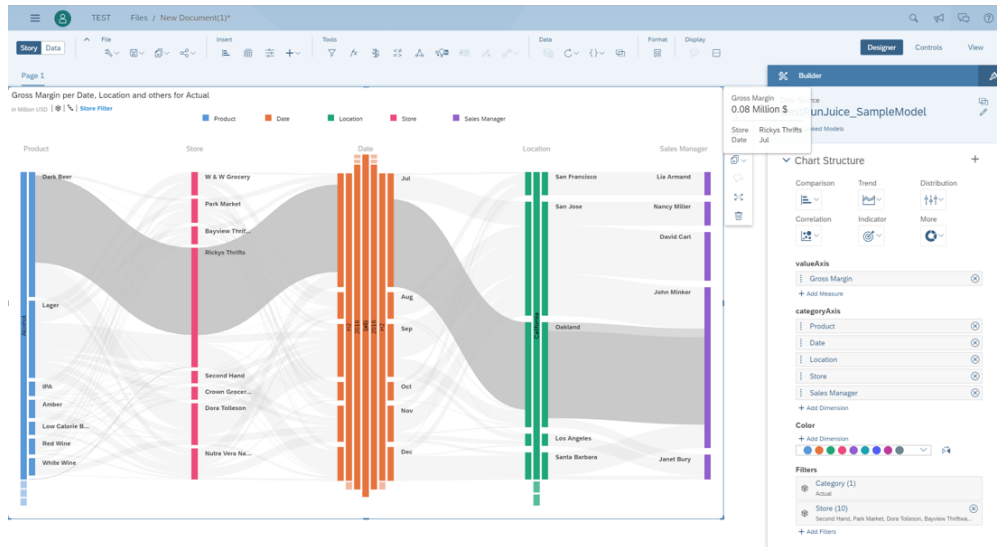 TEST Files / New Document(1)*
Story Data
File
Insert
Tools
Data
Format
Display
Designer Controls View
Page 1
Builder
Gross Margin per Date, Location and others for Actual
in Million USD Store Filter
Product Date Location Store Sales Manager
Gross Margin
0.08 Million $
Store Rickys Thrifts
Date Jul
RunJuice_SampleModel
Models
Product Store Date Location Sales Manager
Dark Beer
Lager
IPA
Amber
Low Calorie B...
Red Wine
White Wine
Alcohol
W & W Grocery
Park Market
Bayview Thrif...
Rickys Thrifts
Second Hand
Crown Grocer...
Dora Tolleson
Nutra Vera Na...
H2
2016
(all)
2016
H2
Jul
Aug
Sep
Oct
Nov
Dec
California
San Francisco
San Jose
Oakland
Los Angeles
Santa Barbara
Lia Armand
Nancy Miller
David Carl
John Minker
Janet Bury
Chart Structure
Comparison Trend Distribution
Correlation Indicator More
valueAxis
Gross Margin
+ Add Measure
categoryAxis
Product
Date
Location
Store
Sales Manager
+ Add Dimension
Color
+ Add Dimension
Filters
Category (1)
Actual
Store (10)
Second Hand, Park Market, Dora Tolleson, Bayview Thriftwa...
+ Add Filters